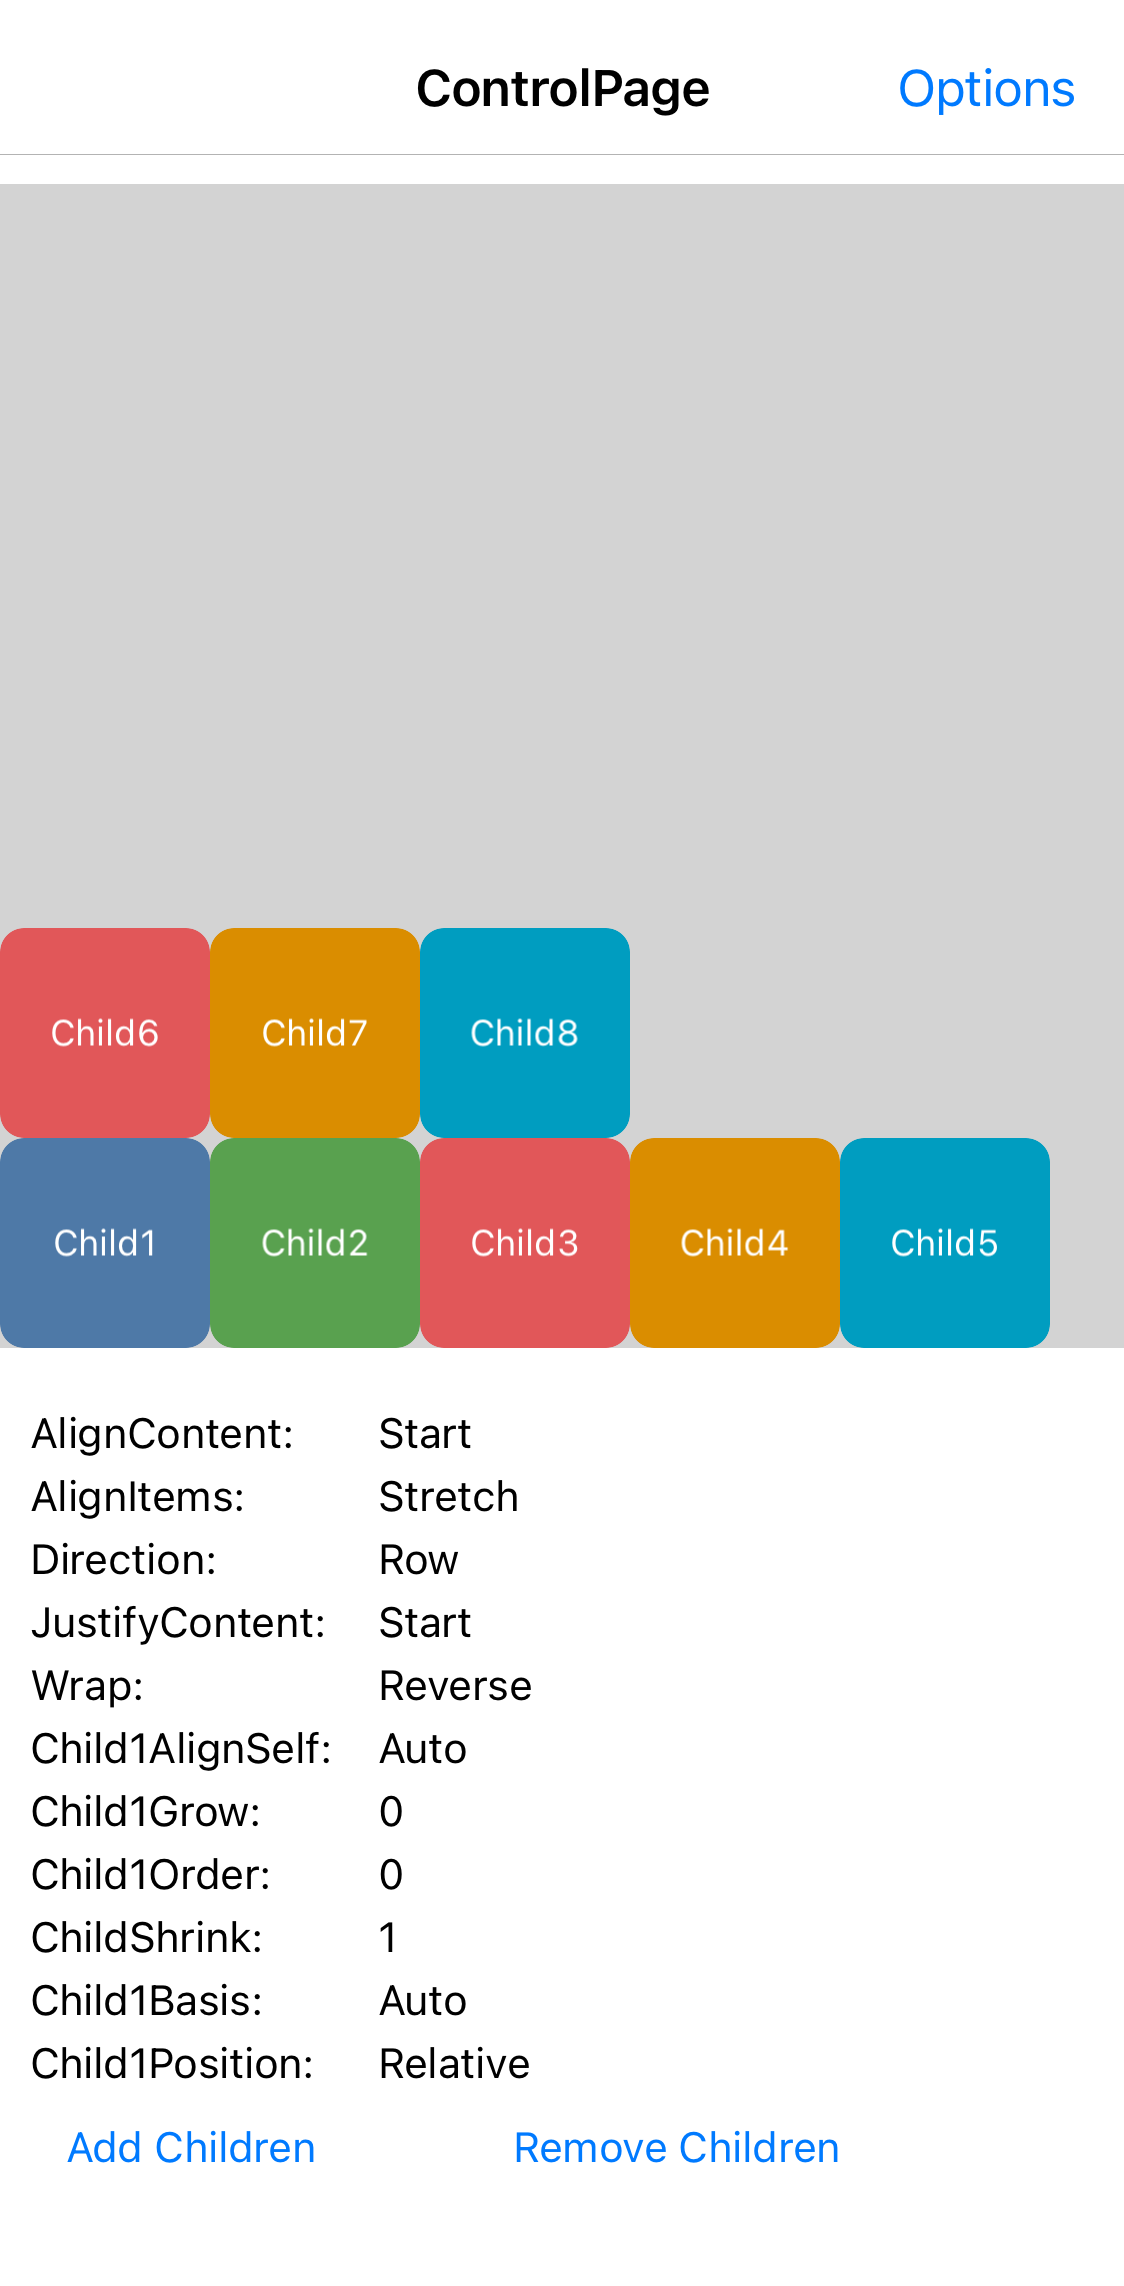 ControlPage
Options
Child6 Child7 Child8
Child1 Child2 Child3 Child4 Child5
AlignContent: Start
AlignItems: Stretch
Direction: Row
JustifyContent: Start
Wrap: Reverse
Child1AlignSelf: Auto
Child1Grow: 0
Child1Order: 0
ChildShrink: 1
Child1Basis: Auto
Child1Position: Relative
Add Children Remove Children